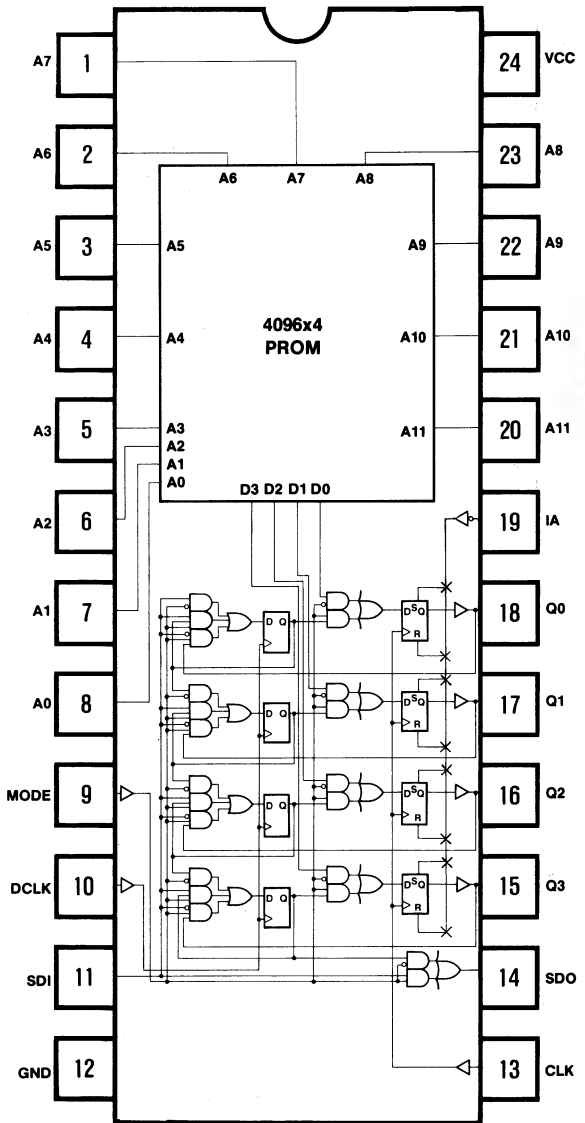 A7 1 24 VCC
A6 2 23 A8
A6 A7 A8
A5 3 A5 A9 22 A9
4096x4
PROM
A4 4 A4 A10 21 A10
A3 5 A3 A11 20 A11
A2
A1
A0
D3 D2 D1 D0
A2 6 19 IA
A1 7 18 Q0
D Q D S Q
R
A0 8 17 Q1
D Q D S Q
R
MODE 9 16 Q2
D Q D S Q
R
DCLK 10 15 Q3
D Q D S Q
R
SDI 11 14 SDO
GND 12 13 CLK